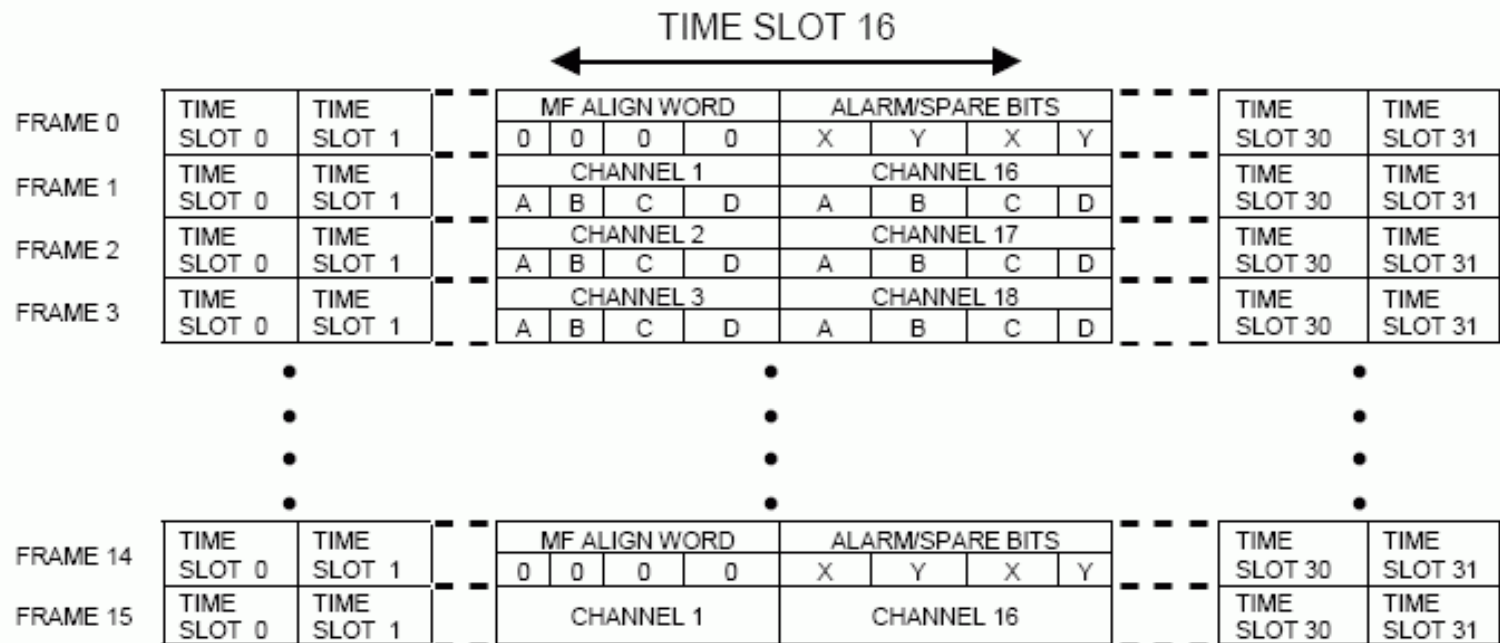 TIME SLOT 16
FRAME 0 TIME SLOT 0 TIME SLOT 1 MF ALIGN WORD ALARM/SPARE BITS TIME SLOT 30 TIME SLOT 31
0 0 0 0 X Y X Y
FRAME 1 TIME SLOT 0 TIME SLOT 1 CHANNEL 1 CHANNEL 16 TIME SLOT 30 TIME SLOT 31
A B C D A B C D
FRAME 2 TIME SLOT 0 TIME SLOT 1 CHANNEL 2 CHANNEL 17 TIME SLOT 30 TIME SLOT 31
A B C D A B C D
FRAME 3 TIME SLOT 0 TIME SLOT 1 CHANNEL 3 CHANNEL 18 TIME SLOT 30 TIME SLOT 31
A B C D A B C D
FRAME 14 TIME SLOT 0 TIME SLOT 1 MF ALIGN WORD ALARM/SPARE BITS TIME SLOT 30 TIME SLOT 31
0 0 0 0 X Y X Y
FRAME 15 TIME SLOT 0 TIME SLOT 1 CHANNEL 1 CHANNEL 16 TIME SLOT 30 TIME SLOT 31